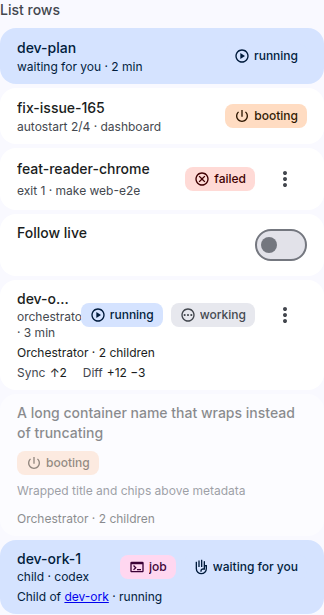 List rows
dev-plan
waiting for you · 2 min
running
fix-issue-165
autostart 2/4 · dashboard
booting
feat-reader-chrome
exit 1 · make web-e2e
failed
Follow live
dev-o...
orchestrato
· 3 min
running
working
Orchestrator · 2 children
Sync ↑2 Diff +12 −3
A long container name that wraps instead
of truncating
booting
Wrapped title and chips above metadata
Orchestrator · 2 children
dev-ork-1
child · codex
job
waiting for you
Child of dev-ork · running